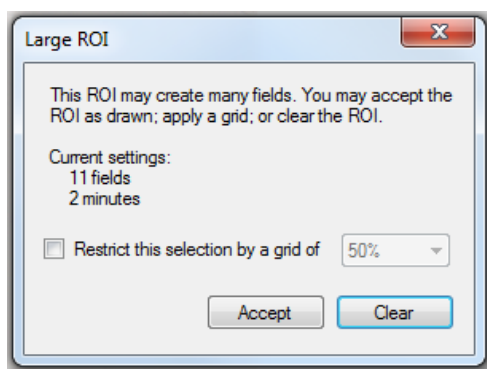 Large ROI
This ROI may create many fields. You may accept the
ROI as drawn; apply a grid; or clear the ROI.
Current settings:
11 fields
2 minutes
Restrict this selection by a grid of 50%
Accept Clear